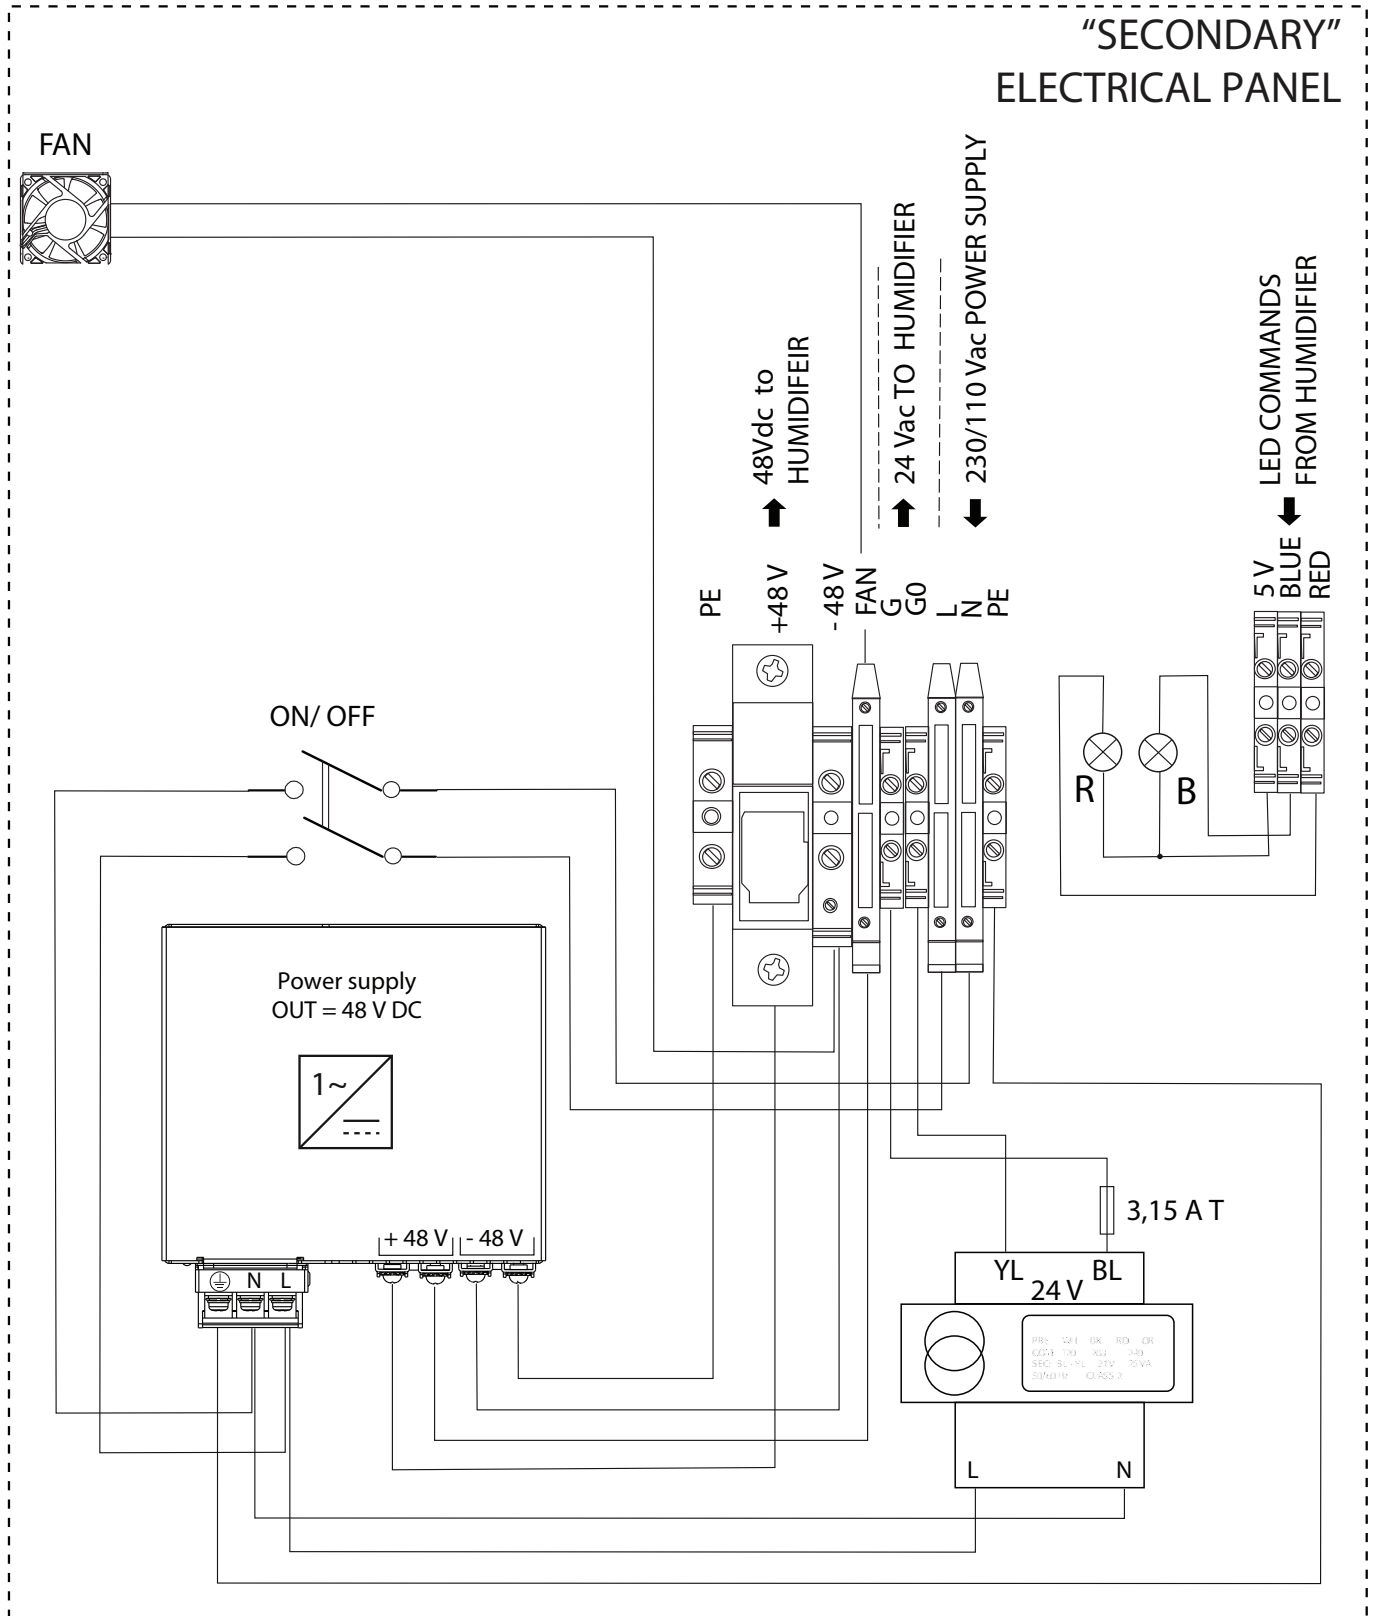 “SECONDARY”
ELECTRICAL PANEL
FAN
48Vdc to
HUMIDIFEIR
24 Vac TO HUMIDIFIER
230/110 Vac POWER SUPPLY
LED COMMANDS
FROM HUMIDIFIER
PE
+48 V
- 48 V
FAN
G
G0
L
N
PE
5 V
BLUE
RED
ON/ OFF
R
B
Power supply
OUT = 48 V DC
1~
+ 48 V
- 48 V
N
L
3,15 A T
YL
BL
24 V
L
N